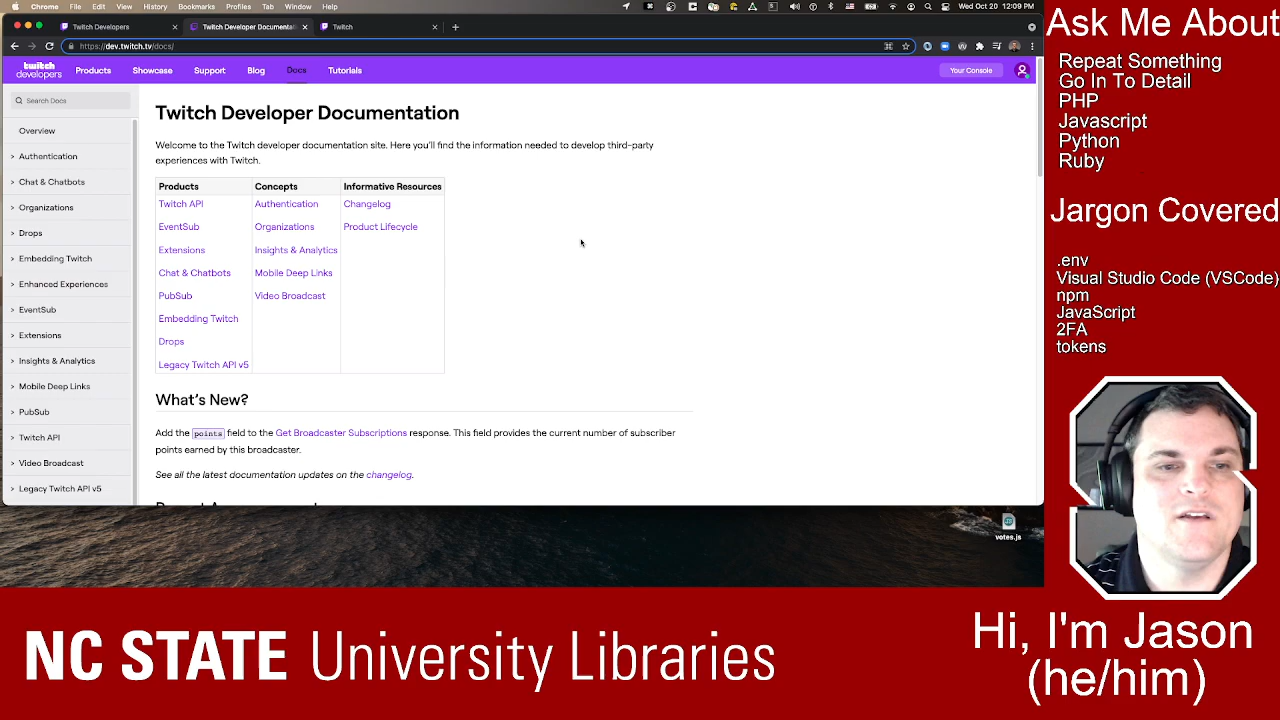 Chrome File Edit View History Bookmarks Profiles Tab Window Help
Wed Oct 20 12:09 PM
Twitch Developers
Twitch Developer Documentat
Twitch
https://dev.twitch.tv/docs/
twitch developers
Products Showcase Support Blog Docs Tutorials
Your Console
Search Docs
Overview
Authentication
Chat & Chatbots
Organizations
Drops
Embedding Twitch
Enhanced Experiences
EventSub
Extensions
Insights & Analytics
Mobile Deep Links
PubSub
Twitch API
Video Broadcast
Legacy Twitch API v5
Twitch Developer Documentation
Welcome to the Twitch developer documentation site. Here you'll find the information needed to develop third-party
experiences with Twitch.
Products Concepts Informative Resources
Twitch API Authentication Changelog
EventSub Organizations Product Lifecycle
Extensions Insights & Analytics
Chat & Chatbots Mobile Deep Links
PubSub Video Broadcast
Embedding Twitch
Drops
Legacy Twitch API v5
What's New?
Add the points field to the Get Broadcaster Subscriptions response. This field provides the current number of subscriber
points earned by this broadcaster.
See all the latest documentation updates on the changelog.
votes.js
Ask Me About
Repeat Something
Go In To Detail
PHP
Javascript
Python
Ruby
Jargon Covered
.env
Visual Studio Code (VSCode)
npm
JavaScript
2FA
tokens
NC STATE University Libraries
Hi, I'm Jason
(he/him)